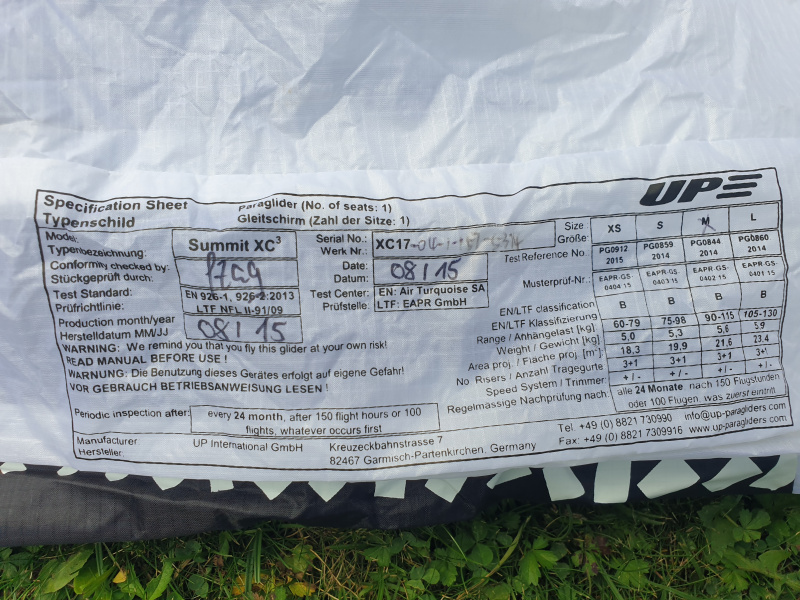 UP
Specification Sheet Paraglider (No. of seats: 1)
Typenschild Gleitschirm (Zahl der Sitze: 1)
Model: Summit XC³ Serial No.: XC17-
Typenbezeichnung: Werk Nr.:
Conformity checked by: Date: 08/15
Stückgeprüft durch: Datum:
Test Standard: EN 926-1, 926-2:2013 Test Center: EN: Air Turquoise SA
Prüfrichtlinie: LTF NFL II-91/09 Prüfstelle: LTF: EAPR GmbH
Production month/year 08/15
Herstelldatum MM/JJ
WARNING: We remind you that you fly this glider at your own risk!
READ MANUAL BEFORE USE !
WARNUNG: Die Benutzung dieses Gerätes erfolgt auf eigene Gefahr!
VOR GEBRAUCH BETRIEBSANWEISUNG LESEN !
Size XS S M L
Größe:
Test Reference No. PG0912 2015 PG0859 2014 PG0844 2014 PG0860 2014
Musterprüf-Nr.: EAPR-GS-0404/15 EAPR-GS-0403/15 EAPR-GS-0402/15 EAPR-GS-0401/15
EN/LTF classification B B B B
EN/LTF Klassifizierung
Range / Anhängelast [kg] 60-79 75-98 90-115 105-130
Weight / Gewicht [kg] 5,0 5,3 5,6 5,9
Area proj. / Fläche proj. [m²] 18,3 19,9 21,6 23,4
No. Risers / Anzahl Tragegurte 3+1 3+1 3+1 3+1
Speed System / Trimmer + / - + / - + / - + / -
Regelmässige Nachprüfung nach: alle 24 Monate nach 150 Flugstunden
oder 100 Flugen, was zuerst eintritt
Periodic inspection after: every 24 month, after 150 flight hours or 100
flights, whatever occurs first
Manufacturer UP International GmbH Kreuzeckbahnstrasse 7 Tel. +49 (0) 8821 730990 info@up-paragliders.com
Hersteller 82467 Garmisch-Partenkirchen, Germany Fax: +49 (0) 8821 7309916 www.up-paragliders.com